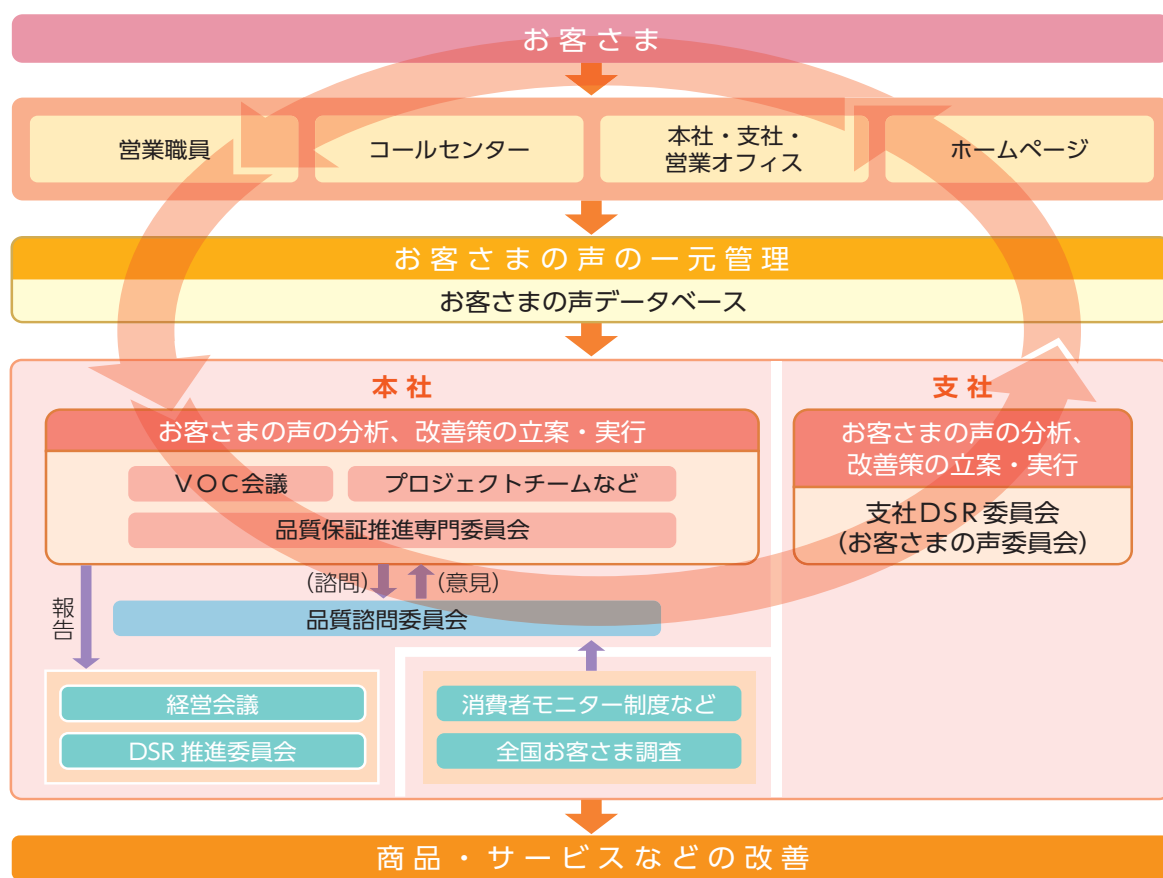 お客さま
営業職員
コールセンター
本社・支社・
営業オフィス
ホームページ
お客さまの声の一元管理
お客さまの声データベース
本社
お客さまの声の分析、改善策の立案・実行
VOC会議
プロジェクトチームなど
品質保証推進専門委員会
(諮問)
(意見)
報告
品質諮問委員会
経営会議
DSR推進委員会
消費者モニター制度など
全国お客さま調査
支社
お客さまの声の分析、
改善策の立案・実行
支社DSR委員会
(お客さまの声委員会)
商品・サービスなどの改善